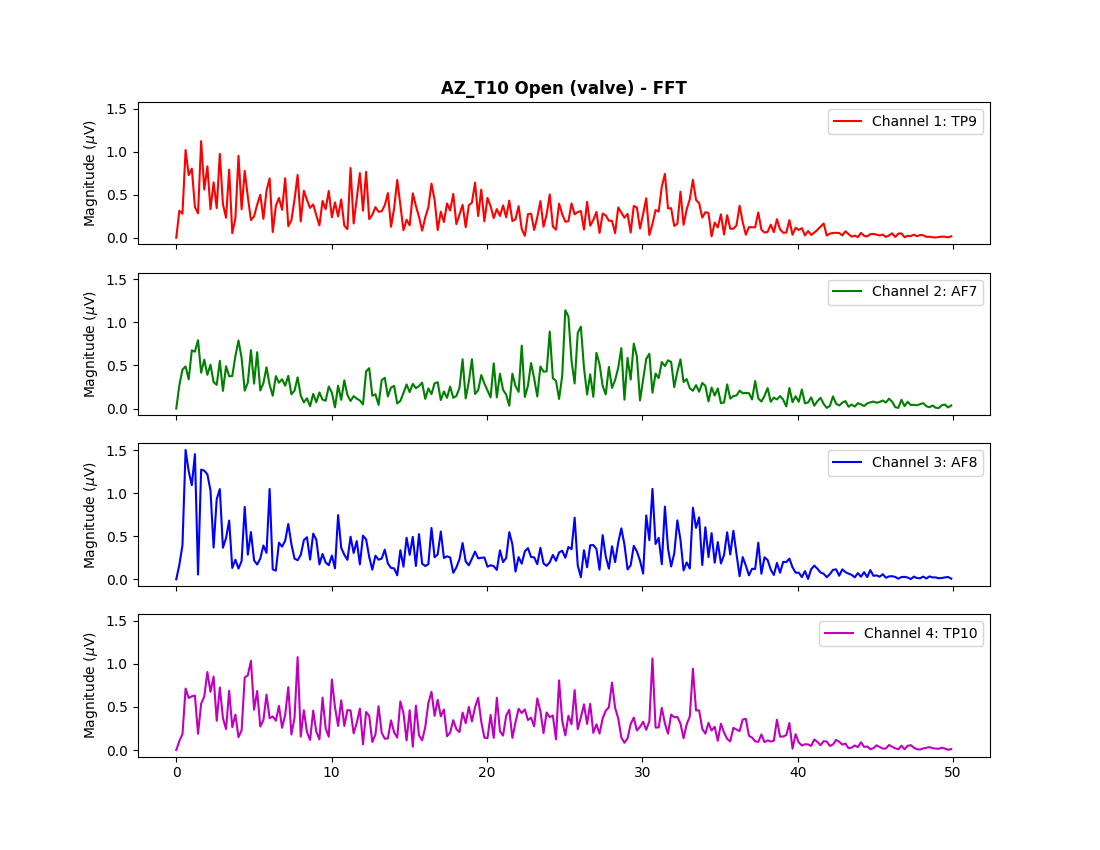 AZ_T10 Open (valve) - FFT
1.5
1.0
0.5
0.0
Magnitude (μV)
Channel 1: TP9
1.5
1.0
0.5
0.0
Magnitude (μV)
Channel 2: AF7
1.5
1.0
0.5
0.0
Magnitude (μV)
Channel 3: AF8
1.5
1.0
0.5
0.0
Magnitude (μV)
Channel 4: TP10
0 10 20 30 40 50